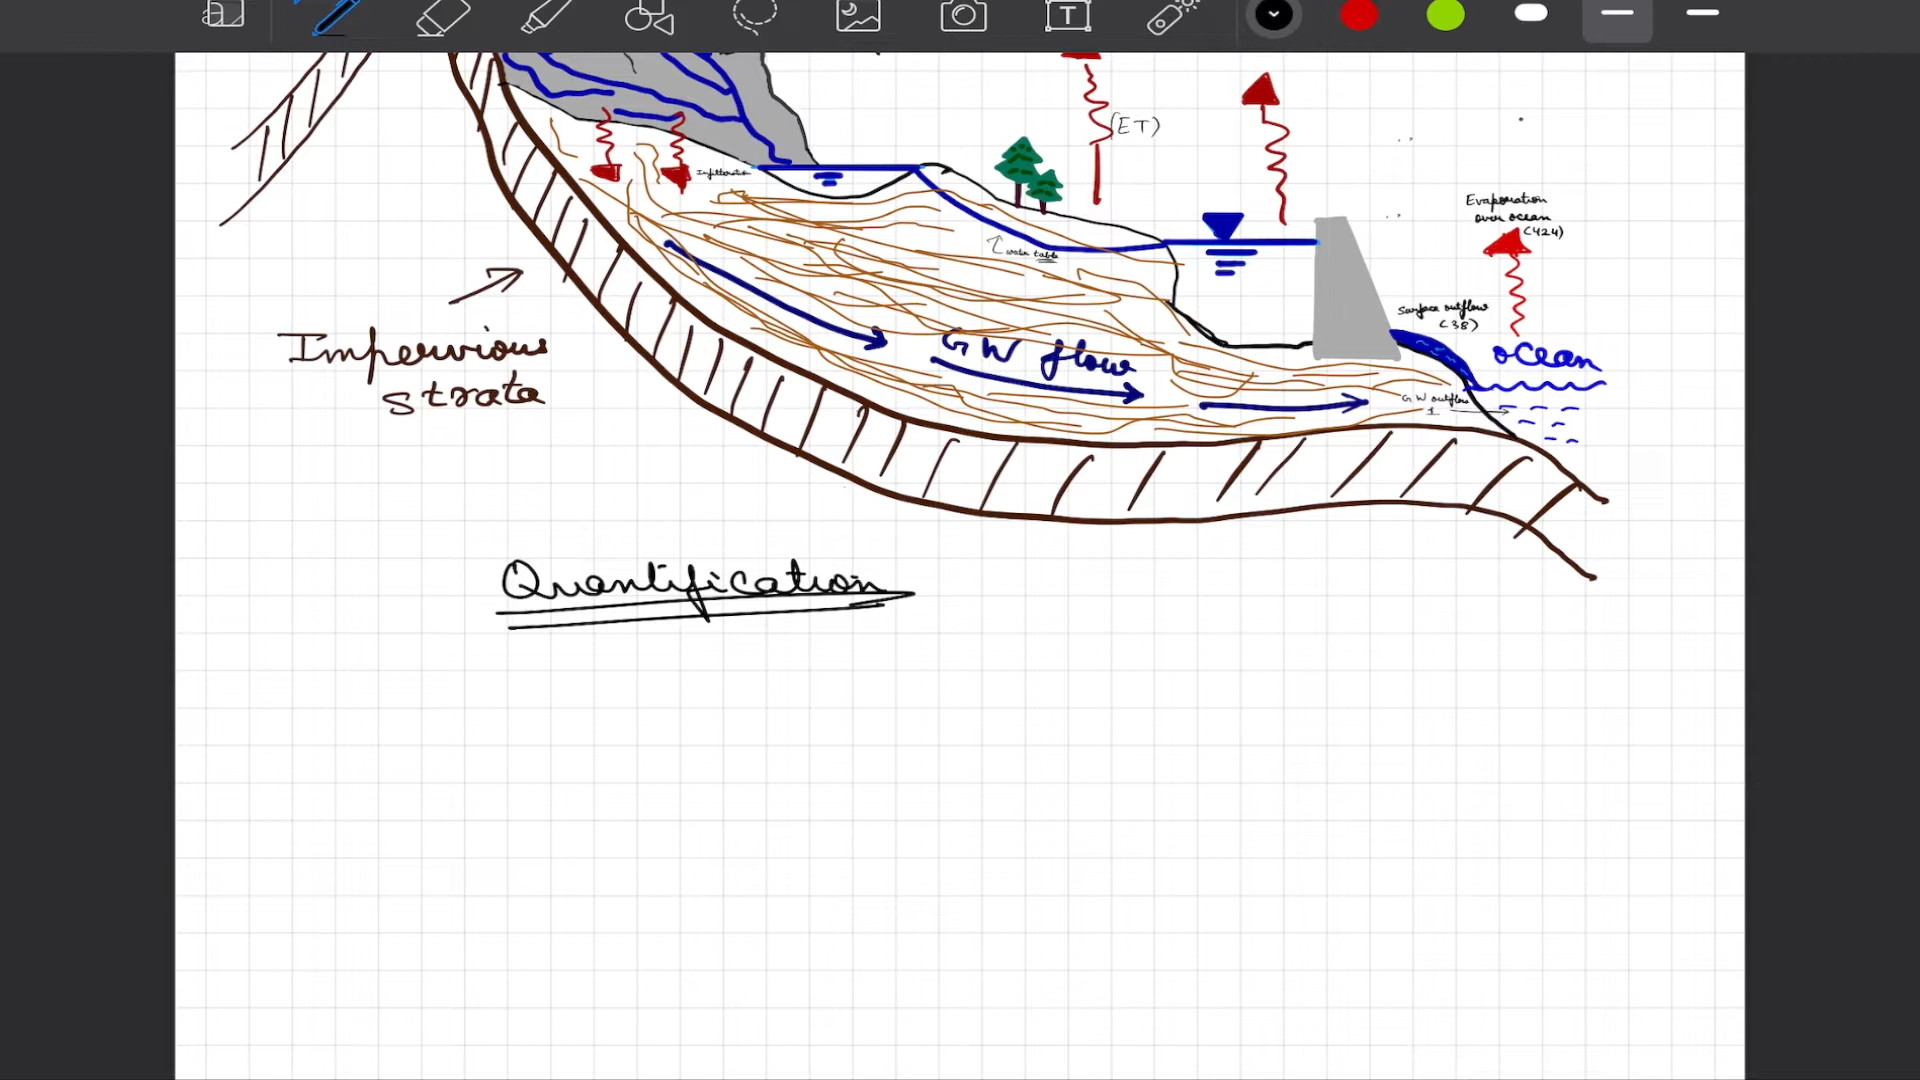 (ET)
Infiltration
Evaporation
over ocean
(424)
water table
Surface outflow
(38)
Impervious
strata
GW flow
ocean
GW outflow
1
Quantification
T